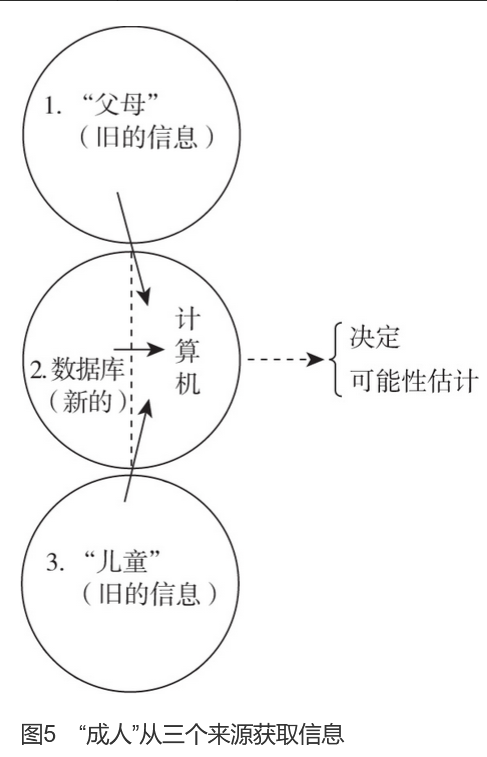 1. “父母”
（旧的信息）
计
算
机
2.数据库
（新的）
决定
可能性估计
3. “儿童”
（旧的信息）
图5 “成人”从三个来源获取信息